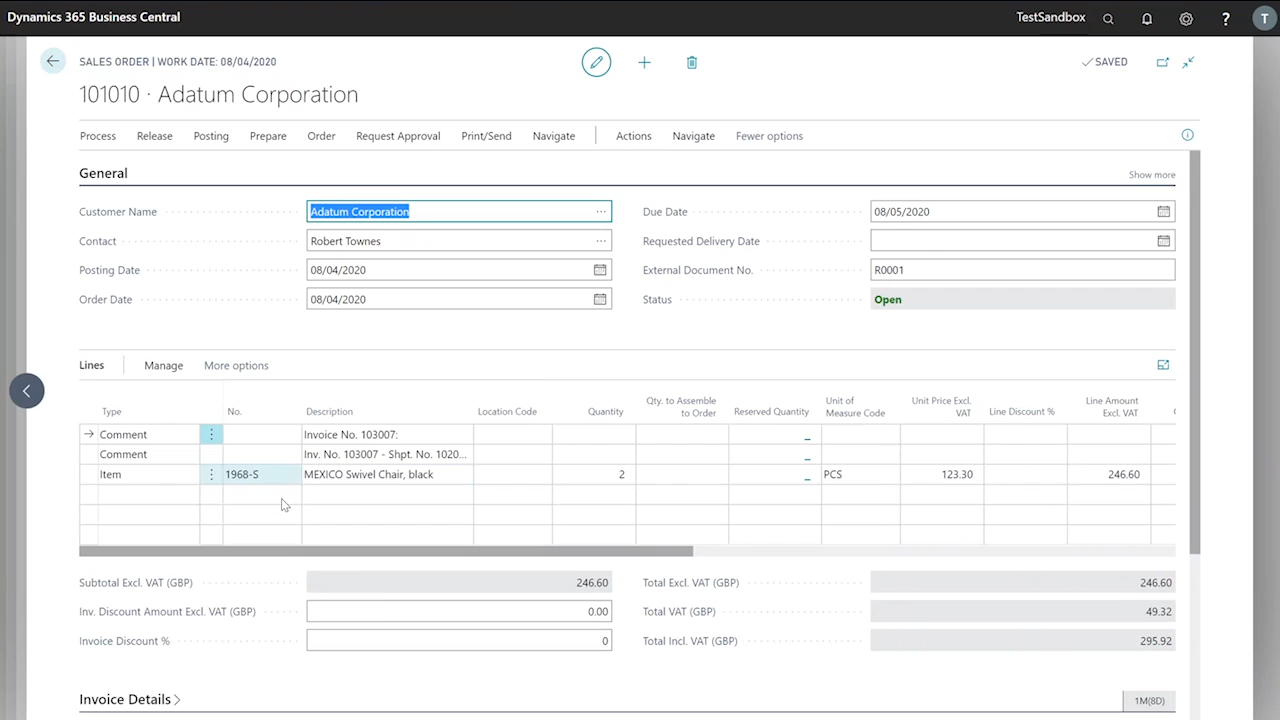 Dynamics 365 Business Central
TestSandbox
?
T
SALES ORDER | WORK DATE: 08/04/2020
SAVED
101010 · Adatum Corporation
Process Release Posting Prepare Order Request Approval Print/Send Navigate Actions Navigate Fewer options
General
Show more
Customer Name Adatum Corporation ... Due Date 08/05/2020
Contact Robert Townes ... Requested Delivery Date
Posting Date 08/04/2020 External Document No. R0001
Order Date 08/04/2020 Status Open
Lines Manage More options
Type No. Description Location Code Quantity Qty. to Assemble to Order Reserved Quantity Unit of Measure Code Unit Price Excl. VAT Line Discount % Line Amount Excl. VAT
Comment Invoice No. 103007: _
Comment Inv. No. 103007 - Shpt. No. 1020... _
Item 1968-S MEXICO Swivel Chair, black 2 _ PCS 123.30 246.60
Subtotal Excl. VAT (GBP) 246.60 Total Excl. VAT (GBP) 246.60
Inv. Discount Amount Excl. VAT (GBP) 0.00 Total VAT (GBP) 49.32
Invoice Discount % 0 Total Incl. VAT (GBP) 295.92
Invoice Details >
1M(8D)